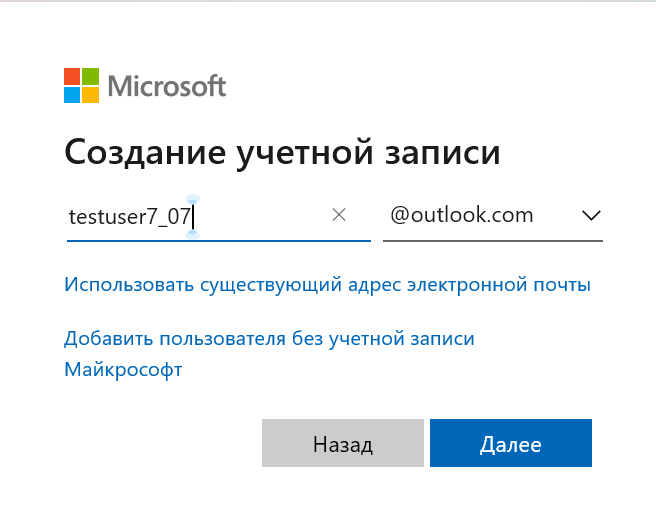 Microsoft
Создание учетной записи
testuser7_07 @outlook.com
Использовать существующий адрес электронной почты
Добавить пользователя без учетной записи
Майкрософт
Назад Далее